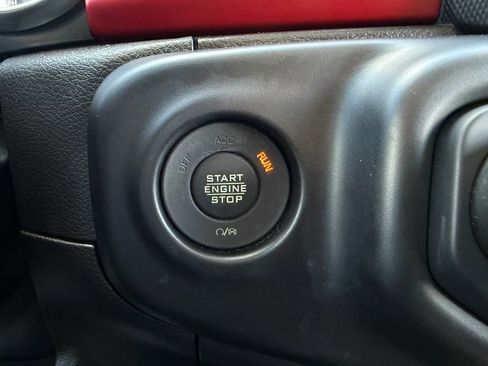 OFF ACC RUN
START
ENGINE
STOP